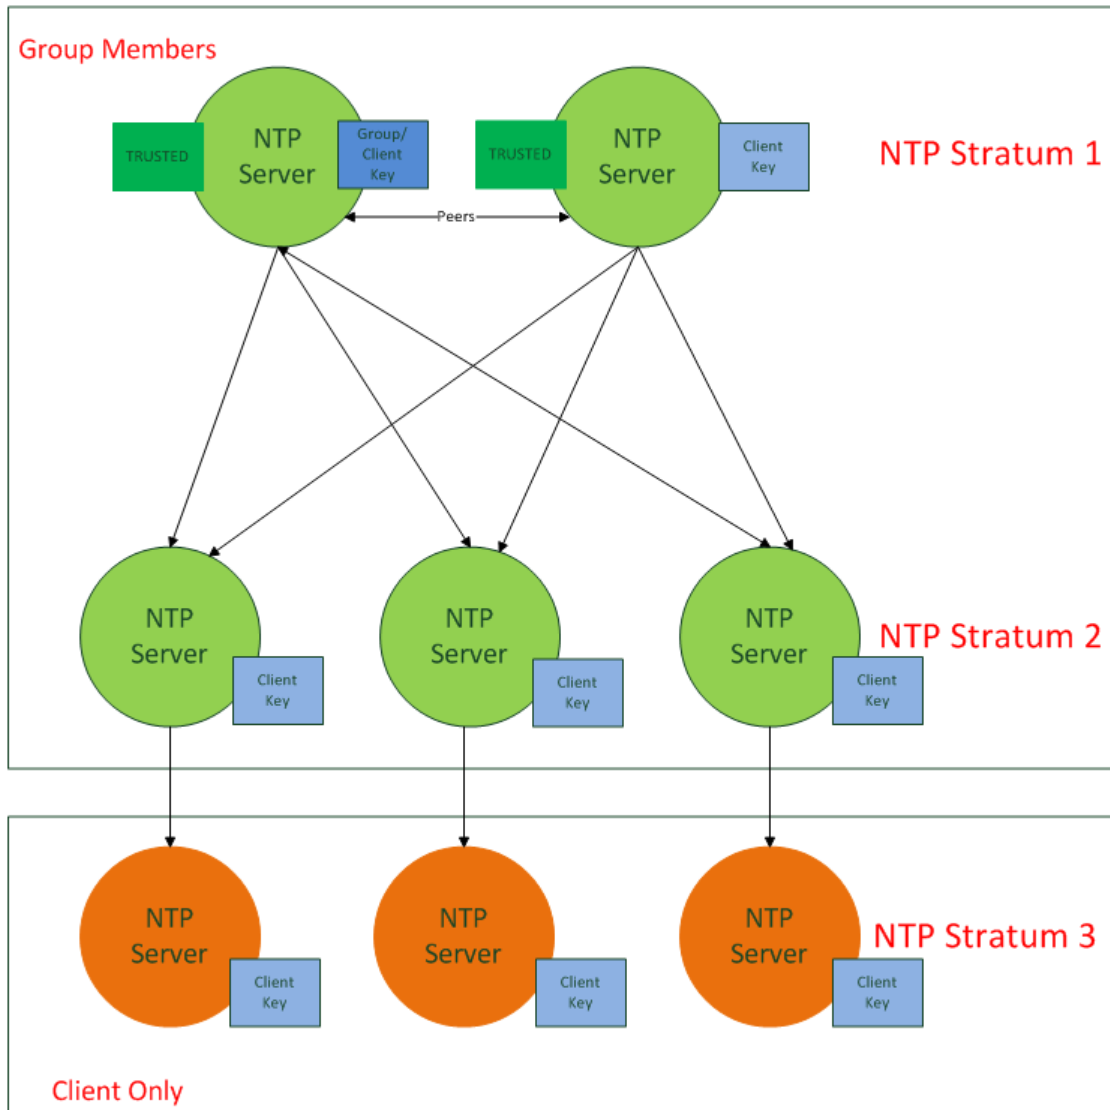 Group Members
TRUSTED
NTP
Server
Group/
Client
Key
TRUSTED
NTP
Server
Client
Key
NTP Stratum 1
Peers
NTP
Server
Client
Key
NTP
Server
Client
Key
NTP
Server
Client
Key
NTP Stratum 2
NTP
Server
Client
Key
NTP
Server
Client
Key
NTP
Server
Client
Key
NTP Stratum 3
Client Only